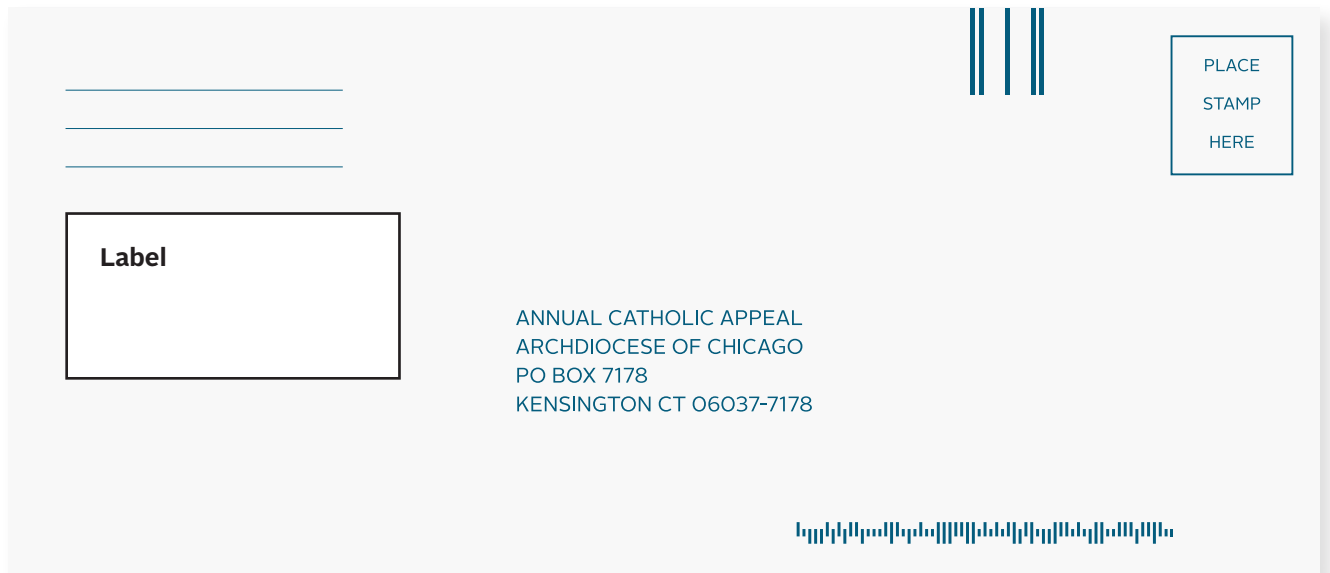 PLACE
STAMP
HERE
Label
ANNUAL CATHOLIC APPEAL
ARCHDIOCESE OF CHICAGO
PO BOX 7178
KENSINGTON CT 06037-7178